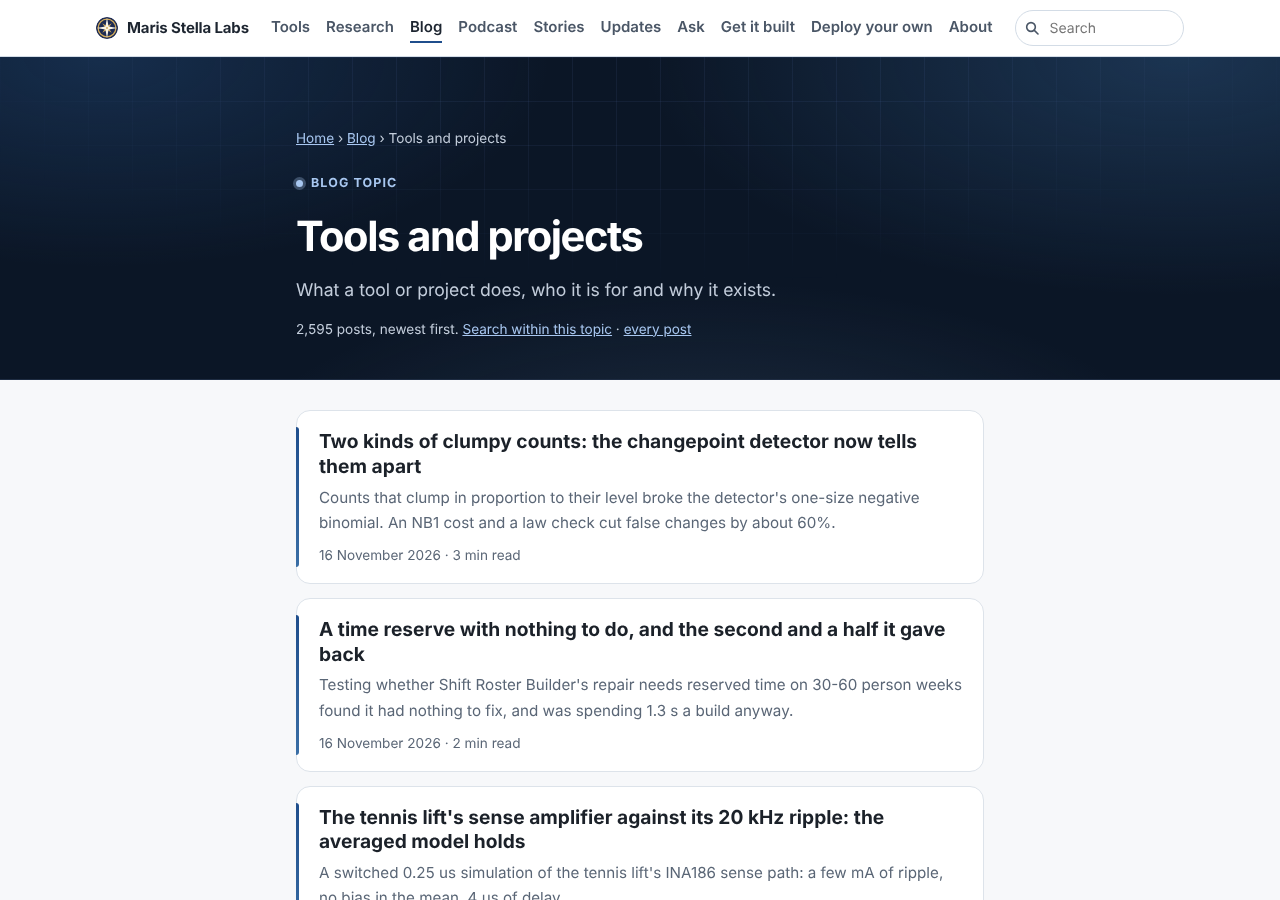 Maris Stella Labs Tools Research Blog Podcast Stories Updates Ask Get it built Deploy your own About Search
Home › Blog › Tools and projects
BLOG TOPIC
Tools and projects
What a tool or project does, who it is for and why it exists.
2,595 posts, newest first. Search within this topic · every post
Two kinds of clumpy counts: the changepoint detector now tells
them apart
Counts that clump in proportion to their level broke the detector's one-size negative
binomial. An NB1 cost and a law check cut false changes by about 60%.
16 November 2026 · 3 min read
A time reserve with nothing to do, and the second and a half it gave
back
Testing whether Shift Roster Builder's repair needs reserved time on 30-60 person weeks
found it had nothing to fix, and was spending 1.3 s a build anyway.
16 November 2026 · 2 min read
The tennis lift's sense amplifier against its 20 kHz ripple: the
averaged model holds
A switched 0.25 us simulation of the tennis lift's INA186 sense path: a few mA of ripple,
no bias in the mean, 4 us of delay.